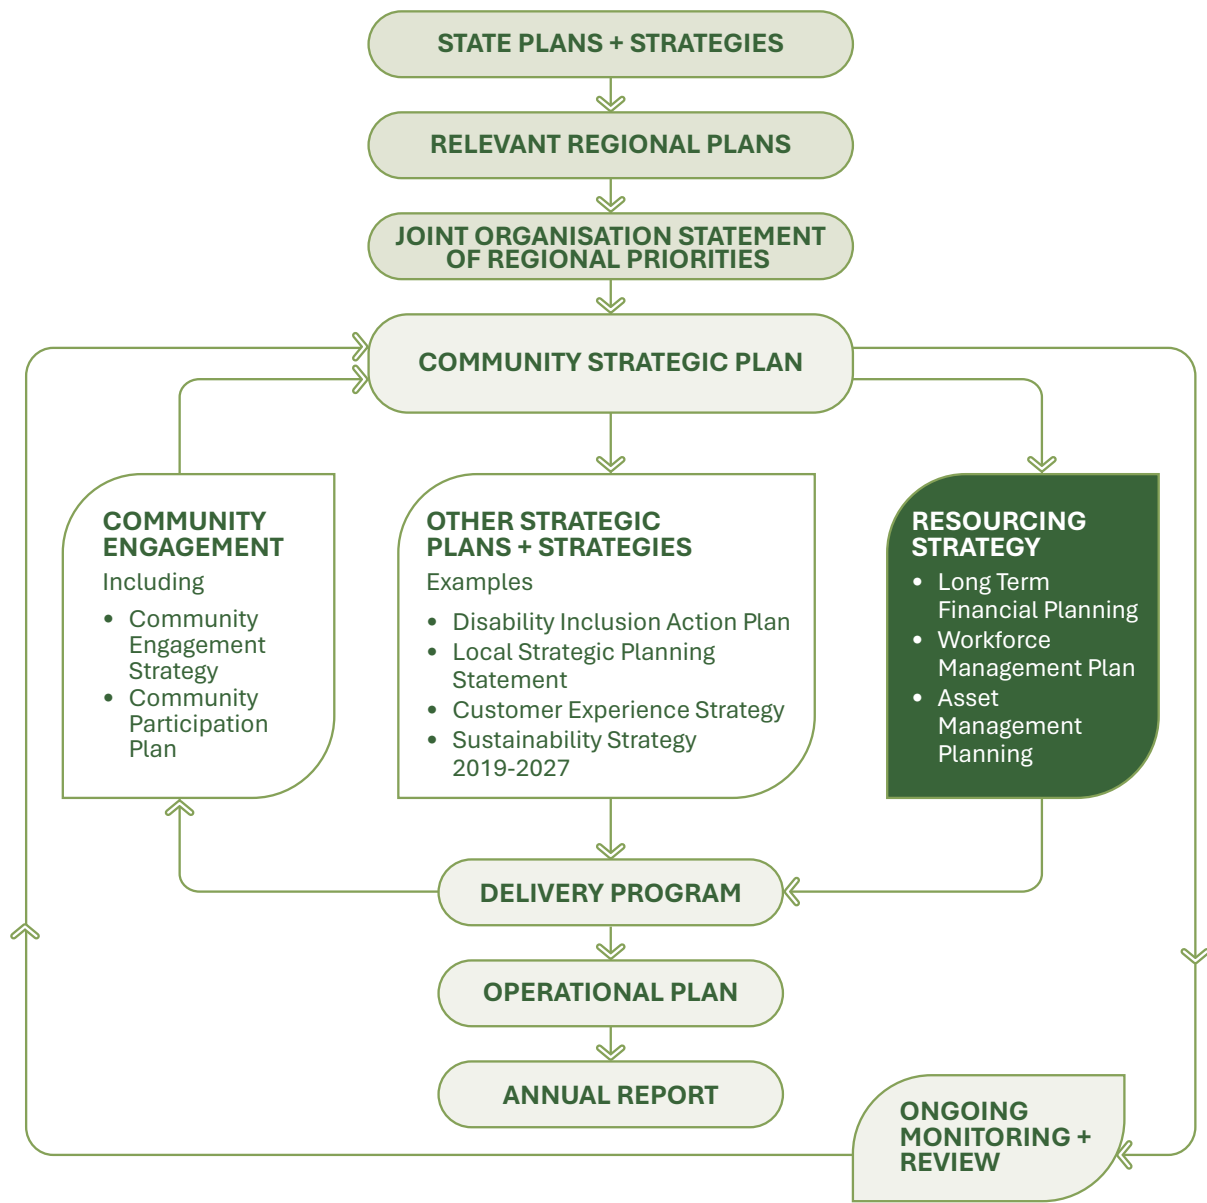 STATE PLANS + STRATEGIES
RELEVANT REGIONAL PLANS
JOINT ORGANISATION STATEMENT
OF REGIONAL PRIORITIES
COMMUNITY STRATEGIC PLAN
COMMUNITY
ENGAGEMENT
Including
• Community
Engagement
Strategy
• Community
Participation
Plan
OTHER STRATEGIC
PLANS + STRATEGIES
Examples
• Disability Inclusion Action Plan
• Local Strategic Planning
Statement
• Customer Experience Strategy
• Sustainability Strategy
2019-2027
RESOURCING
STRATEGY
• Long Term
Financial Planning
• Workforce
Management Plan
• Asset
Management
Planning
DELIVERY PROGRAM
OPERATIONAL PLAN
ANNUAL REPORT
ONGOING
MONITORING +
REVIEW